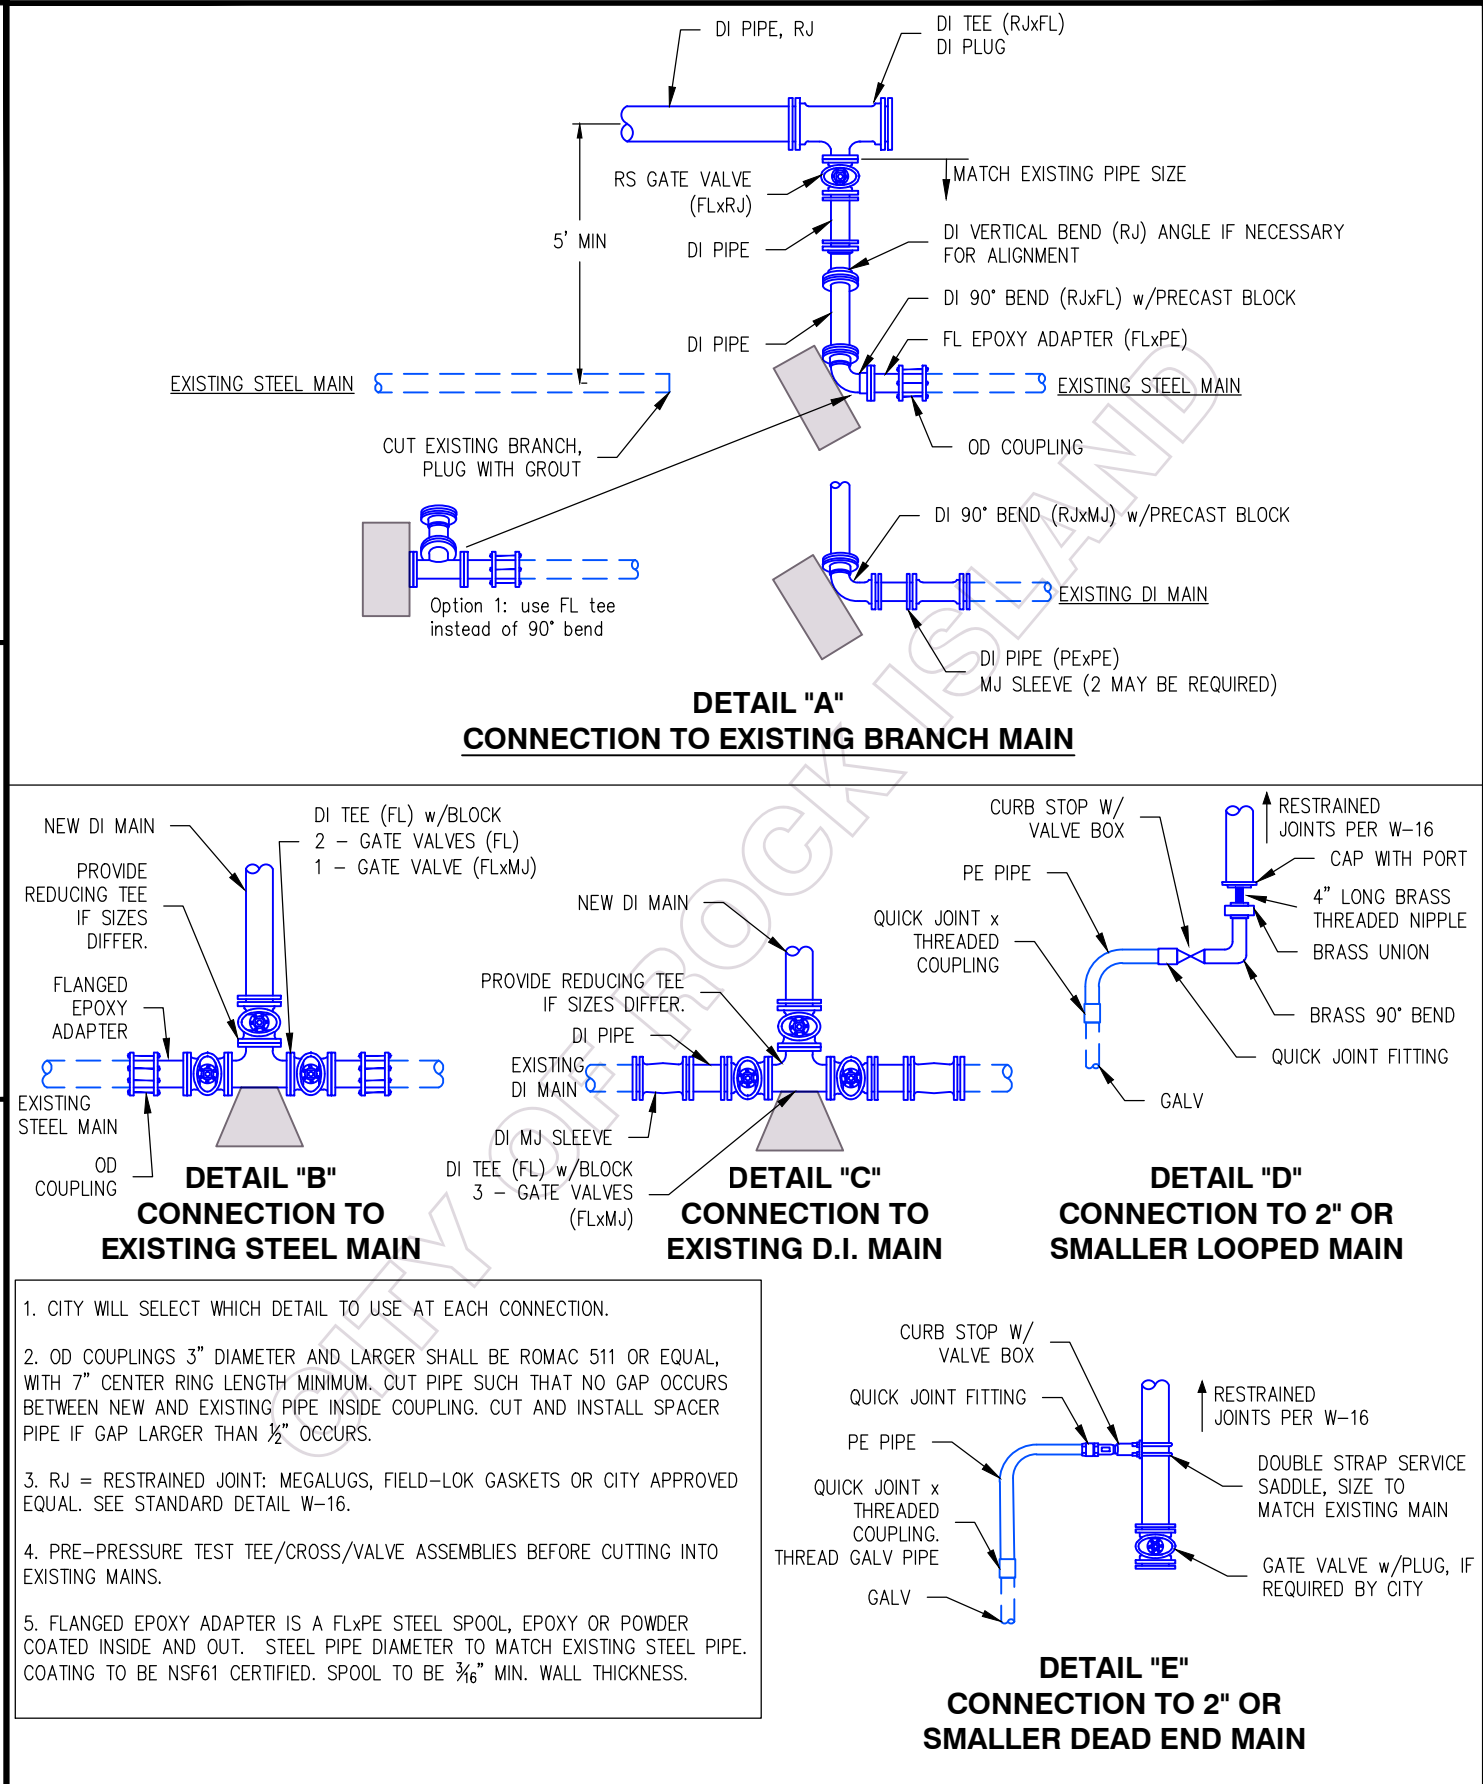 DI PIPE, RJ
DI TEE (RJxFL)
DI PLUG
RS GATE VALVE
(FLxRJ)
MATCH EXISTING PIPE SIZE
5' MIN
DI PIPE
DI VERTICAL BEND (RJ) ANGLE IF NECESSARY
FOR ALIGNMENT
DI 90° BEND (RJxFL) w/PRECAST BLOCK
DI PIPE
FL EPOXY ADAPTER (FLxPE)
EXISTING STEEL MAIN
EXISTING STEEL MAIN
CUT EXISTING BRANCH,
PLUG WITH GROUT
OD COUPLING
DI 90° BEND (RJxMJ) w/PRECAST BLOCK
Option 1: use FL tee
instead of 90° bend
EXISTING DI MAIN
DI PIPE (PExPE)
MJ SLEEVE (2 MAY BE REQUIRED)
DETAIL "A"
CONNECTION TO EXISTING BRANCH MAIN
NEW DI MAIN
DI TEE (FL) w/BLOCK
2 – GATE VALVES (FL)
1 – GATE VALVE (FLxMJ)
PROVIDE
REDUCING TEE
IF SIZES
DIFFER.
FLANGED
EPOXY
ADAPTER
EXISTING
STEEL MAIN
OD
COUPLING
DETAIL "B"
CONNECTION TO
EXISTING STEEL MAIN
NEW DI MAIN
PROVIDE REDUCING TEE
IF SIZES DIFFER.
DI PIPE
EXISTING
DI MAIN
DI MJ SLEEVE
DI TEE (FL) w/BLOCK
3 – GATE VALVES
(FLxMJ)
DETAIL "C"
CONNECTION TO
EXISTING D.I. MAIN
CURB STOP W/
VALVE BOX
RESTRAINED
JOINTS PER W–16
PE PIPE
CAP WITH PORT
4" LONG BRASS
THREADED NIPPLE
QUICK JOINT x
THREADED
COUPLING
BRASS UNION
BRASS 90° BEND
QUICK JOINT FITTING
GALV
DETAIL "D"
CONNECTION TO 2" OR
SMALLER LOOPED MAIN
1. CITY WILL SELECT WHICH DETAIL TO USE AT EACH CONNECTION.
2. OD COUPLINGS 3" DIAMETER AND LARGER SHALL BE ROMAC 511 OR EQUAL,
WITH 7" CENTER RING LENGTH MINIMUM. CUT PIPE SUCH THAT NO GAP OCCURS
BETWEEN NEW AND EXISTING PIPE INSIDE COUPLING. CUT AND INSTALL SPACER
PIPE IF GAP LARGER THAN ½" OCCURS.
3. RJ = RESTRAINED JOINT: MEGALUGS, FIELD–LOK GASKETS OR CITY APPROVED
EQUAL. SEE STANDARD DETAIL W–16.
4. PRE–PRESSURE TEST TEE/CROSS/VALVE ASSEMBLIES BEFORE CUTTING INTO
EXISTING MAINS.
5. FLANGED EPOXY ADAPTER IS A FLxPE STEEL SPOOL, EPOXY OR POWDER
COATED INSIDE AND OUT. STEEL PIPE DIAMETER TO MATCH EXISTING STEEL PIPE.
COATING TO BE NSF61 CERTIFIED. SPOOL TO BE 3/16" MIN. WALL THICKNESS.
CURB STOP W/
VALVE BOX
QUICK JOINT FITTING
PE PIPE
QUICK JOINT x
THREADED
COUPLING.
THREAD GALV PIPE
GALV
RESTRAINED
JOINTS PER W–16
DOUBLE STRAP SERVICE
SADDLE, SIZE TO
MATCH EXISTING MAIN
GATE VALVE w/PLUG, IF
REQUIRED BY CITY
DETAIL "E"
CONNECTION TO 2" OR
SMALLER DEAD END MAIN
CITY OF ROCK ISLAND